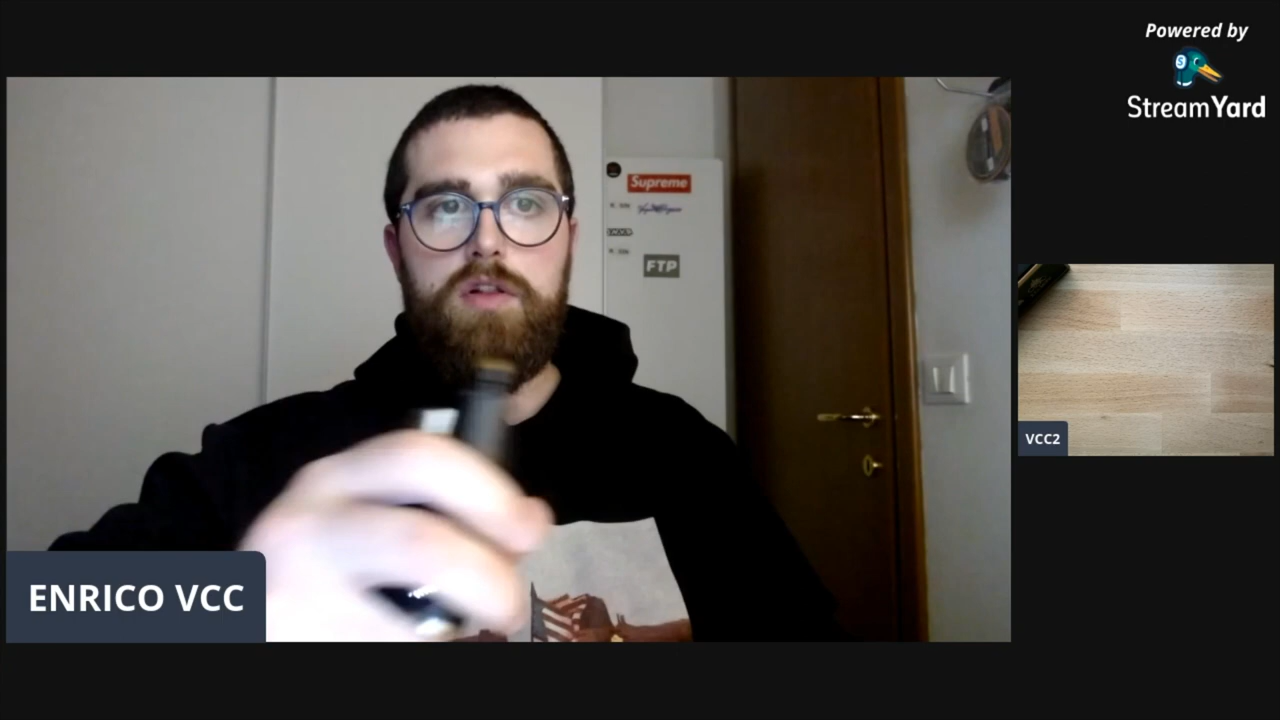 Powered by
StreamYard
Supreme
FTP
VCC2
ENRICO VCC